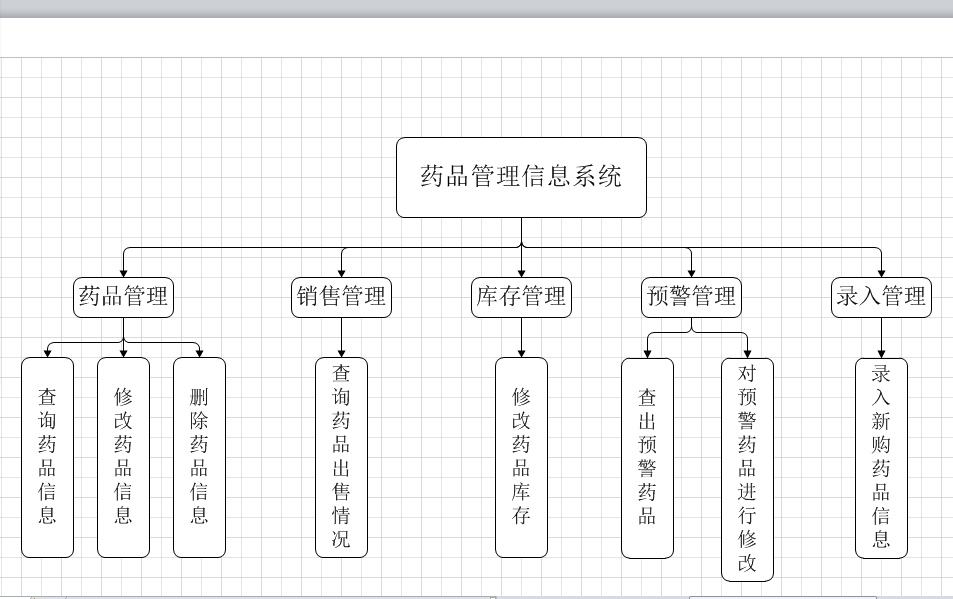 药品管理信息系统
药品管理
销售管理
库存管理
预警管理
录入管理
查询药品信息
修改药品信息
删除药品信息
查询药品出售情况
修改药品库存
查出预警药品
对预警药品进行修改
录入新购药品信息